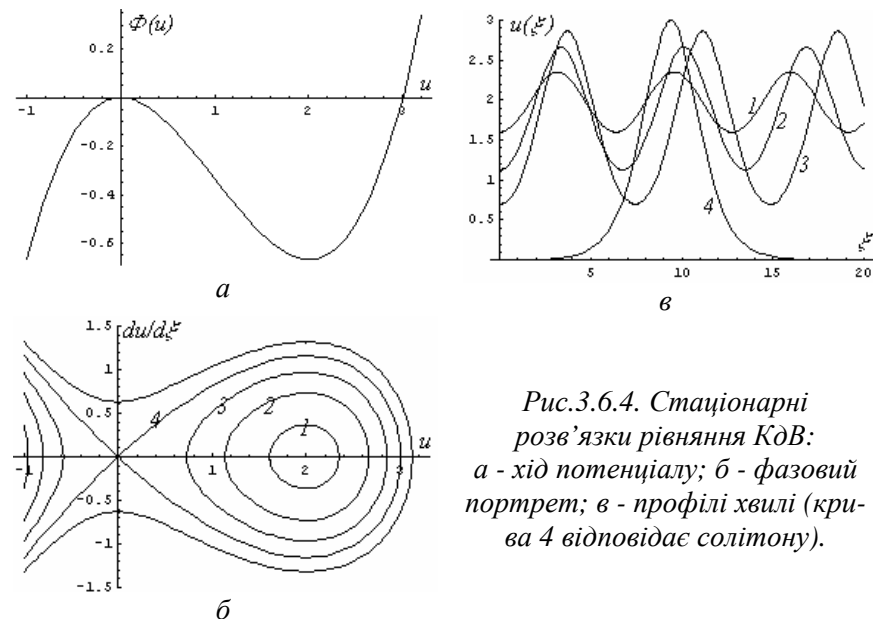 Φ(u)
0.2
u
-1
1
2
3
-0.2
-0.4
-0.6
а
3
u(ξ)
2.5
2
1.5
1
0.5
1
2
3
4
ξ
5
10
15
20
в
1.5
du/dξ
1
0.5
4
3
2
1
u
-1
1
2
3
-0.5
-1
-1.5
б
Рис.3.6.4. Стаціонарні
розв’язки рівняння КдВ:
а - хід потенціалу; б - фазовий
портрет; в - профілі хвилі (кри-
ва 4 відповідає солітону).